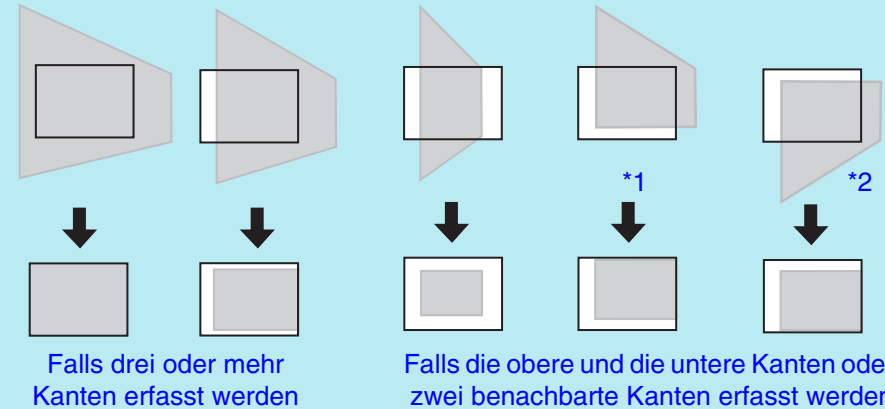 *1
*2
Falls drei oder mehr
Kanten erfasst werden
Falls die obere und die untere Kanten ode
zwei benachbarte Kanten erfasst werden